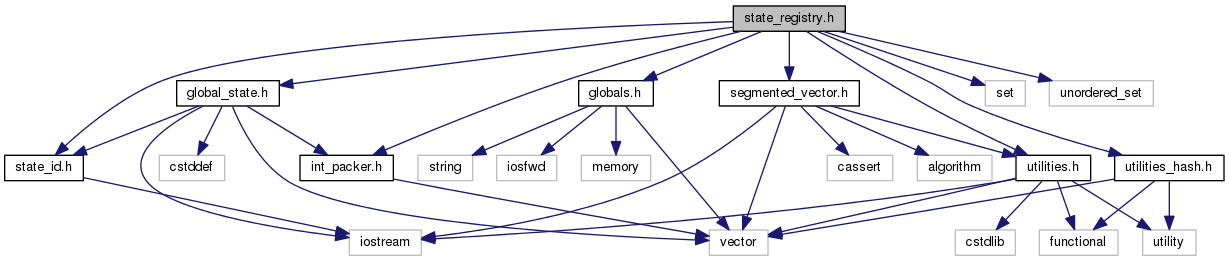 state_registry.h
global_state.h
globals.h
segmented_vector.h
set
unordered_set
state_id.h
cstddef
int_packer.h
string
iosfwd
memory
cassert
algorithm
utilities.h
utilities_hash.h
iostream
vector
cstdlib
functional
utility